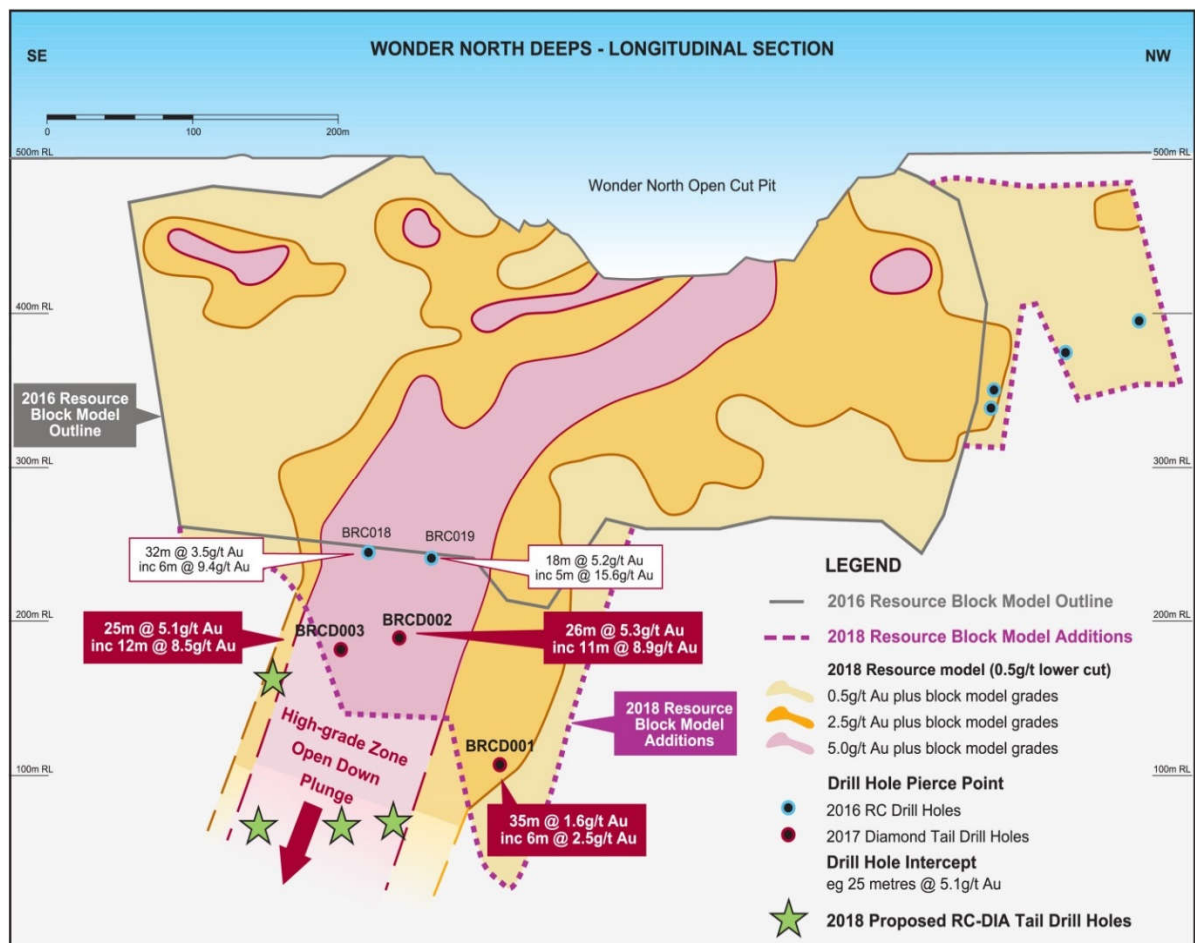 WONDER NORTH DEEPS - LONGITUDINAL SECTION
SE
NW
0
100
200m
500m RL
500m RL
Wonder North Open Cut Pit
400m RL
400m RL
2016 Resource
Block Model
Outline
300m RL
300m RL
BRC018
BRC019
32m @ 3.5g/t Au
inc 6m @ 9.4g/t Au
18m @ 5.2g/t Au
inc 5m @ 15.6g/t Au
200m RL
200m RL
25m @ 5.1g/t Au
inc 12m @ 8.5g/t Au
BRCD003
BRCD002
26m @ 5.3g/t Au
inc 11m @ 8.9g/t Au
High-grade Zone
Open Down
Plunge
2018 Resource
Block Model
Additions
BRCD001
100m RL
100m RL
35m @ 1.6g/t Au
inc 6m @ 2.5g/t Au
LEGEND
2016 Resource Block Model Outline
2018 Resource Block Model Additions
2018 Resource model (0.5g/t lower cut)
0.5g/t Au plus block model grades
2.5g/t Au plus block model grades
5.0g/t Au plus block model grades
Drill Hole Pierce Point
2016 RC Drill Holes
2017 Diamond Tail Drill Holes
Drill Hole Intercept
eg 25 metres @ 5.1g/t Au
2018 Proposed RC-DIA Tail Drill Holes